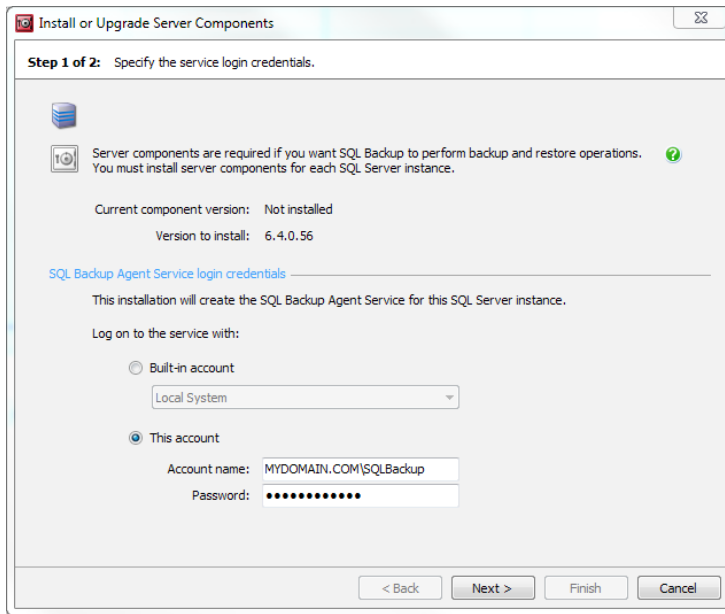 Install or Upgrade Server Components
Step 1 of 2: Specify the service login credentials.
Server components are required if you want SQL Backup to perform backup and restore operations.
You must install server components for each SQL Server instance.
Current component version: Not installed
Version to install: 6.4.0.56
SQL Backup Agent Service login credentials
This installation will create the SQL Backup Agent Service for this SQL Server instance.
Log on to the service with:
Built-in account
Local System
This account
Account name: MYDOMAIN.COM\SQLBackup
Password: ••••••••••••
< Back Next > Finish Cancel